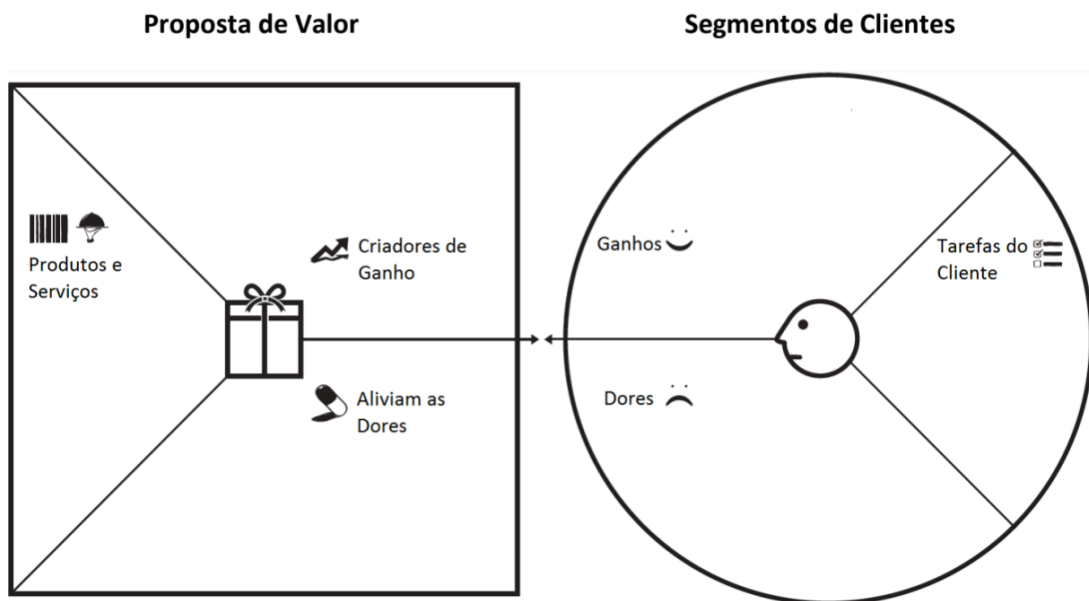 Proposta de Valor
Segmentos de Clientes
Produtos e
Serviços
Criadores de
Ganho
Aliviam as
Dores
Ganhos
Dores
Tarefas do
Cliente